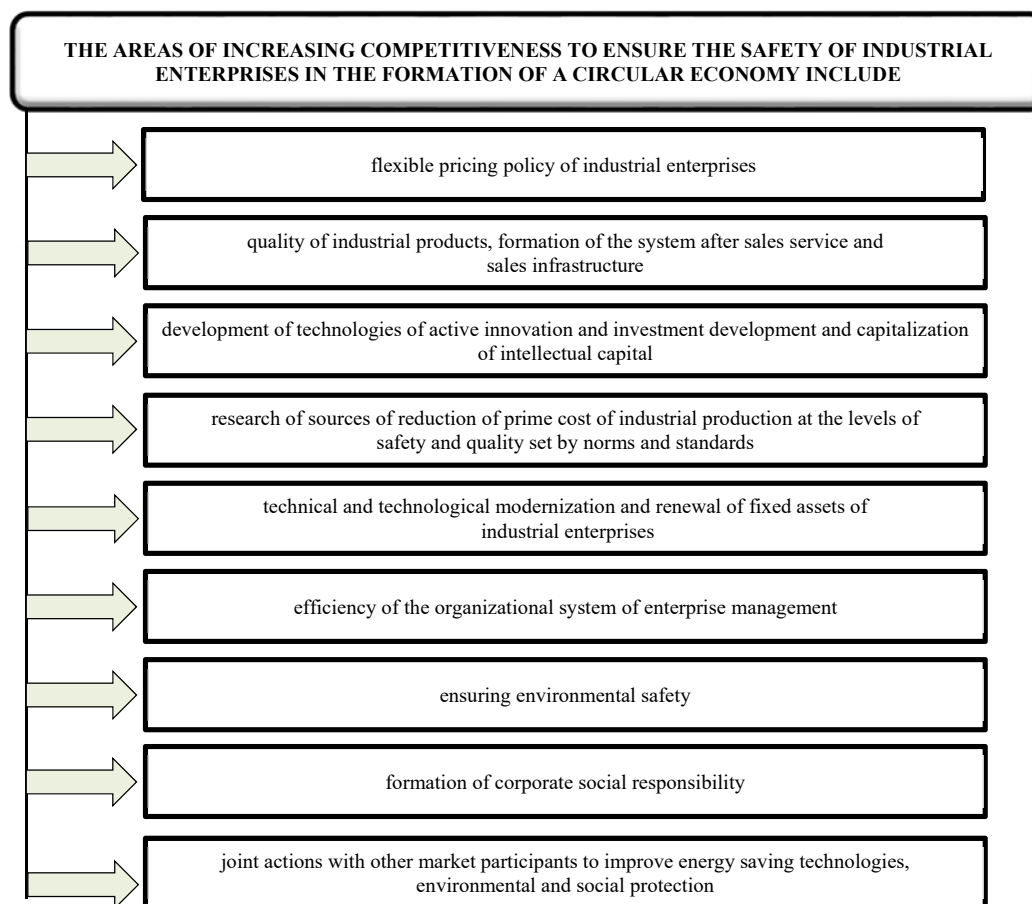 THE AREAS OF INCREASING COMPETITIVENESS TO ENSURE THE SAFETY OF INDUSTRIAL
ENTERPRISES IN THE FORMATION OF A CIRCULAR ECONOMY INCLUDE
flexible pricing policy of industrial enterprises
quality of industrial products, formation of the system after sales service and
sales infrastructure
development of technologies of active innovation and investment development and capitalization
of intellectual capital
research of sources of reduction of prime cost of industrial production at the levels of
safety and quality set by norms and standards
technical and technological modernization and renewal of fixed assets of
industrial enterprises
efficiency of the organizational system of enterprise management
ensuring environmental safety
formation of corporate social responsibility
joint actions with other market participants to improve energy saving technologies,
environmental and social protection